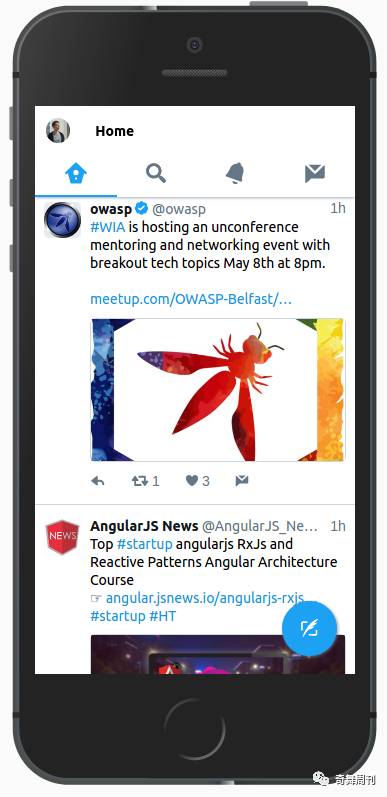 Home
owasp @owasp 1h
#WIA is hosting an unconference
mentoring and networking event with
breakout tech topics May 8th at 8pm.
meetup.com/OWASP-Belfast/…
1 3
NEWS
AngularJS News @AngularJS_Ne… 1h
Top #startup angularjs RxJs and
Reactive Patterns Angular Architecture
Course
☞ angular.jsnews.io/angularjs-rxjs…
#startup #HT
奇舞周刊